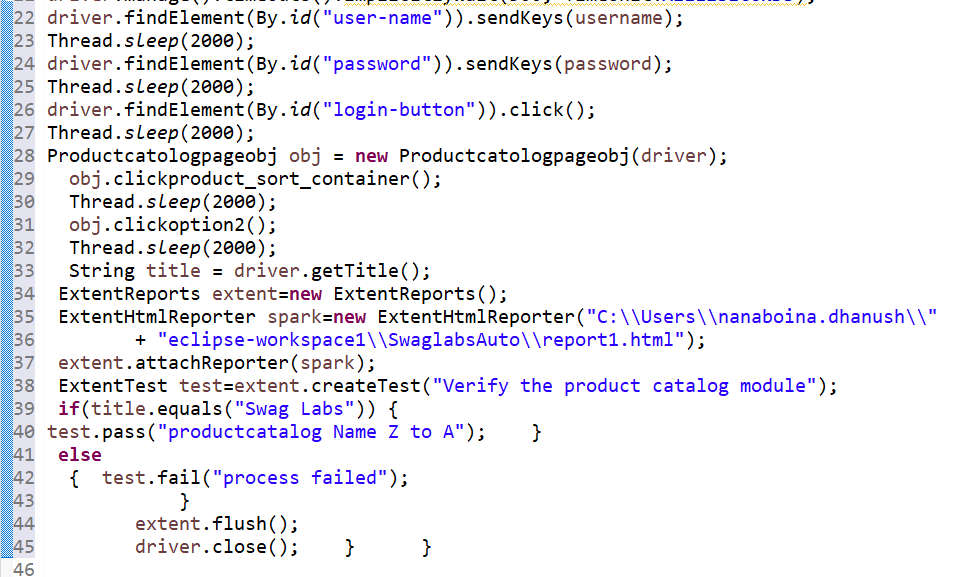 22 driver.findElement(By.id("user-name")).sendKeys(username);
23 Thread.sleep(2000);
24 driver.findElement(By.id("password")).sendKeys(password);
25 Thread.sleep(2000);
26 driver.findElement(By.id("login-button")).click();
27 Thread.sleep(2000);
28 Productcatologpageobj obj = new Productcatologpageobj(driver);
29 obj.clickproduct_sort_container();
30 Thread.sleep(2000);
31 obj.clickoption2();
32 Thread.sleep(2000);
33 String title = driver.getTitle();
34 ExtentReports extent=new ExtentReports();
35 ExtentHtmlReporter spark=new ExtentHtmlReporter("C:\\Users\\nanaboina.dhanush\\"
36 + "eclipse-workspace1\\SwaglabsAuto\\report1.html");
37 extent.attachReporter(spark);
38 ExtentTest test=extent.createTest("Verify the product catalog module");
39 if(title.equals("Swag Labs")) {
40 test.pass("productcatalog Name Z to A"); }
41 else
42 { test.fail("process failed");
43 }
44 extent.flush();
45 driver.close(); } }
46